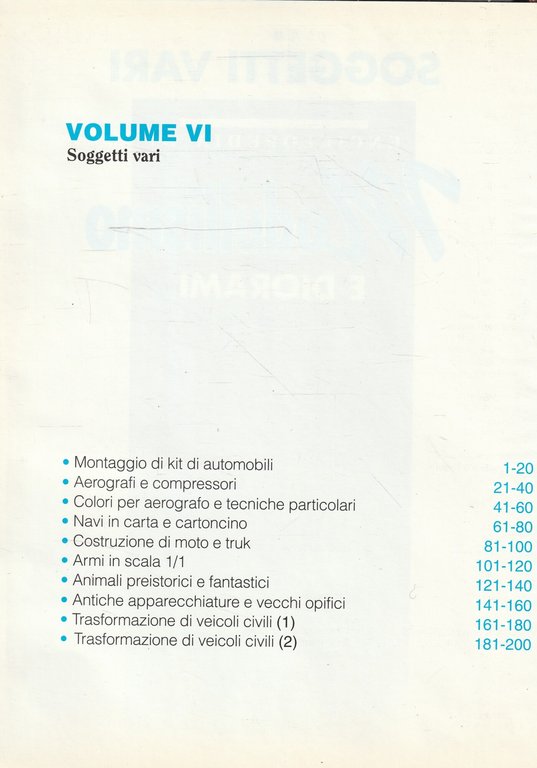 VOLUME VI
Soggetti vari
• Montaggio di kit di automobili 1-20
• Aerografi e compressori 21-40
• Colori per aerografo e tecniche particolari 41-60
• Navi in carta e cartoncino 61-80
• Costruzione di moto e truk 81-100
• Armi in scala 1/1 101-120
• Animali preistorici e fantastici 121-140
• Antiche apparecchiature e vecchi opifici 141-160
• Trasformazione di veicoli civili (1) 161-180
• Trasformazione di veicoli civili (2) 181-200